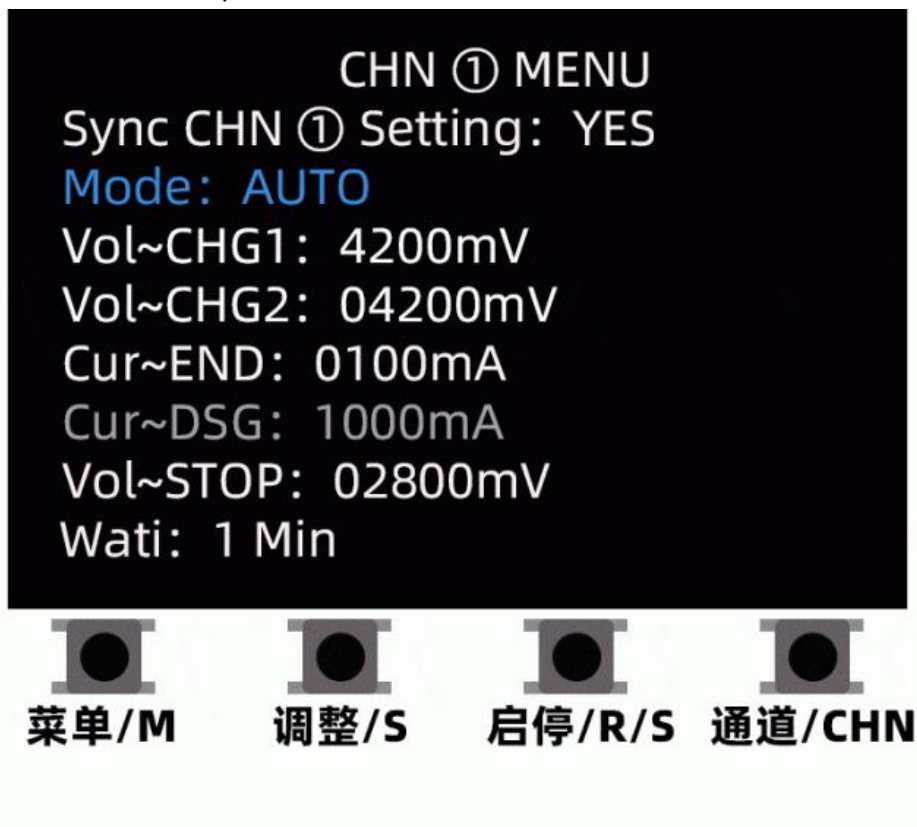 CHN ① MENU
Sync CHN ① Setting：YES
Mode：AUTO
Vol~CHG1：4200mV
Vol~CHG2：04200mV
Cur~END：0100mA
Cur~DSG：1000mA
Vol~STOP：02800mV
Wati：1 Min
菜单/M 调整/S 启停/R/S 通道/CHN